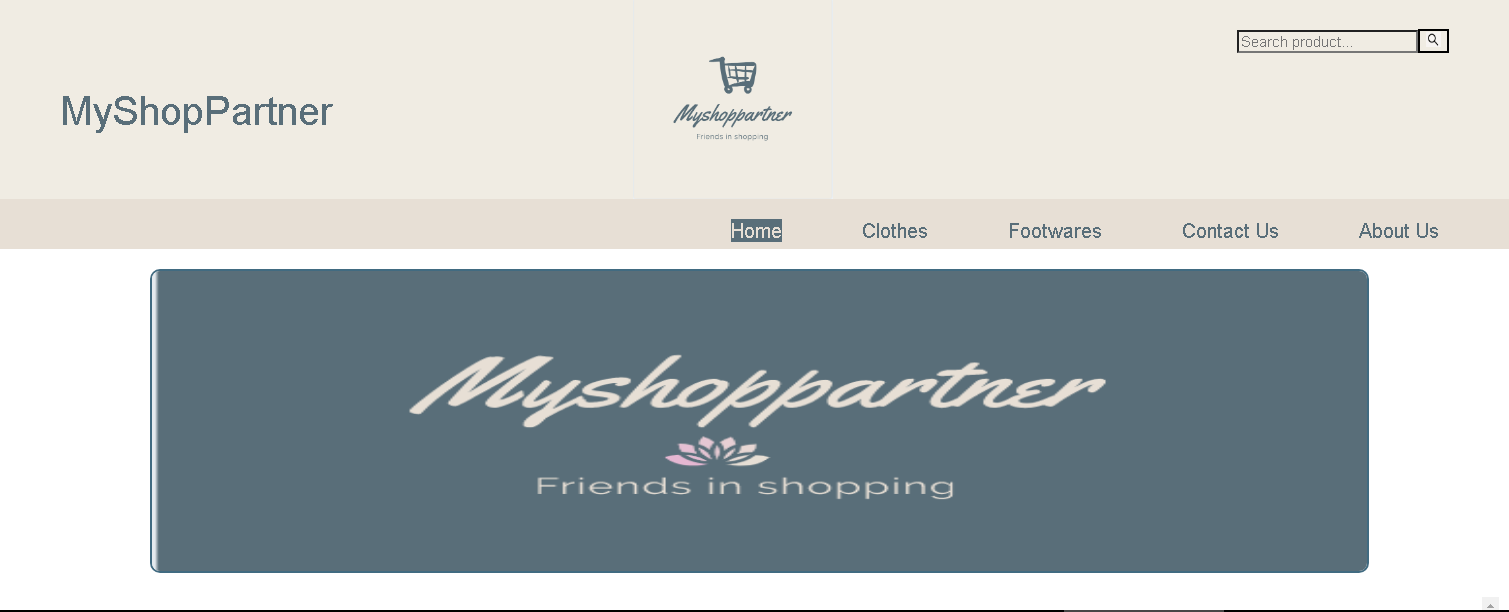 Search product...
MyShopPartner
Myshoppartner
Friends in shopping
Home Clothes Footwares Contact Us About Us
Myshoppartner
Friends in shopping